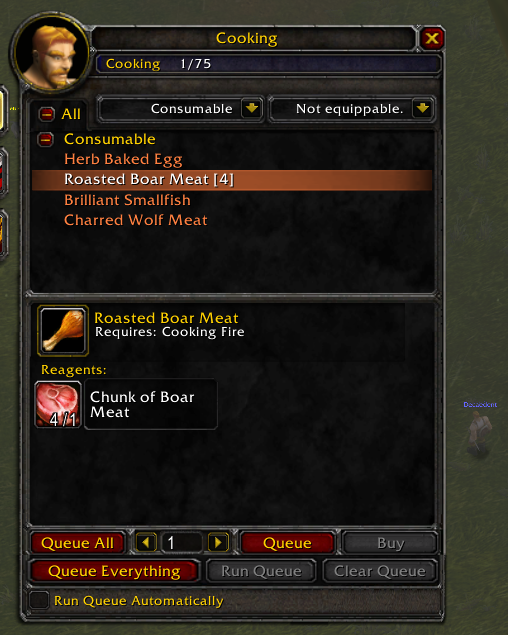 Cooking
Cooking 1/75
All
Consumable
Not equippable.
Consumable
Herb Baked Egg
Roasted Boar Meat [4]
Brilliant Smallfish
Charred Wolf Meat
Roasted Boar Meat
Requires: Cooking Fire
Reagents:
4/1
Chunk of Boar
Meat
Queue All
1
Queue
Buy
Queue Everything
Run Queue
Clear Queue
Run Queue Automatically